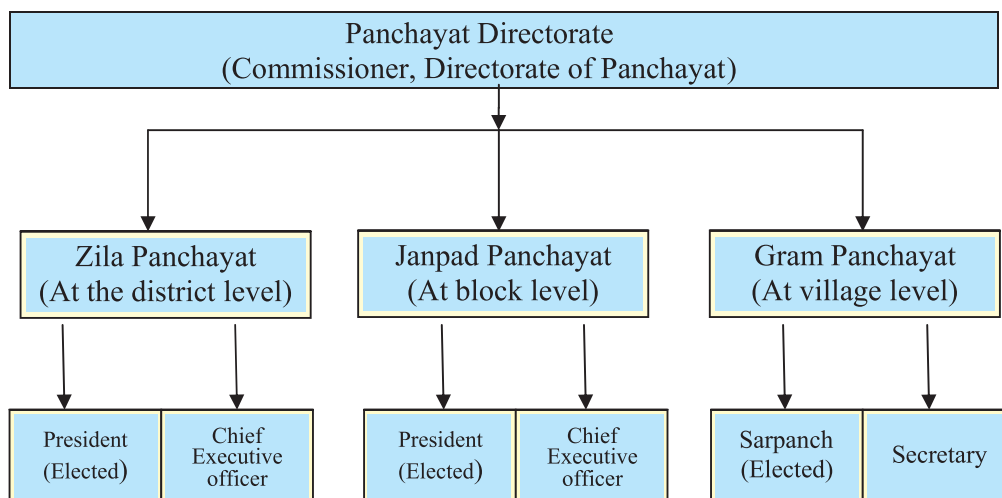 Panchayat Directorate
(Commissioner, Directorate of Panchayat)
Zila Panchayat
(At the district level)
Janpad Panchayat
(At block level)
Gram Panchayat
(At village level)
President
(Elected)
Chief
Executive
officer
President
(Elected)
Chief
Executive
officer
Sarpanch
(Elected)
Secretary